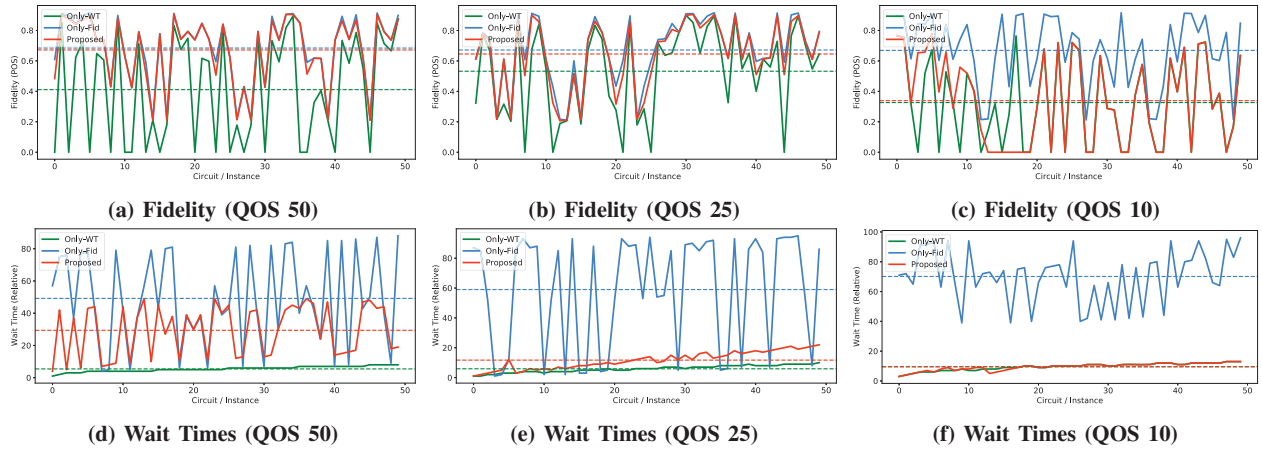 Only-WT
Only-Fid
Proposed
Fidelity (POS)
0.8
0.6
0.4
0.2
0.0
0 10 20 30 40 50
Circuit / Instance
(a) Fidelity (QOS 50)
Only-WT
Only-Fid
Proposed
Fidelity (POS)
0.8
0.6
0.4
0.2
0.0
0 10 20 30 40 50
Circuit / Instance
(b) Fidelity (QOS 25)
Only-WT
Only-Fid
Proposed
Fidelity (POS)
0.8
0.6
0.4
0.2
0.0
0 10 20 30 40 50
Circuit / Instance
(c) Fidelity (QOS 10)
Only-WT
Only-Fid
Proposed
Wait Time (Relative)
80
60
40
20
0
0 10 20 30 40 50
Circuit / Instance
(d) Wait Times (QOS 50)
Only-WT
Only-Fid
Proposed
Wait Time (Relative)
80
60
40
20
0
0 10 20 30 40 50
Circuit / Instance
(e) Wait Times (QOS 25)
Only-WT
Only-Fid
Proposed
Wait Time (Relative)
100
80
60
40
20
0
0 10 20 30 40 50
Circuit / Instance
(f) Wait Times (QOS 10)